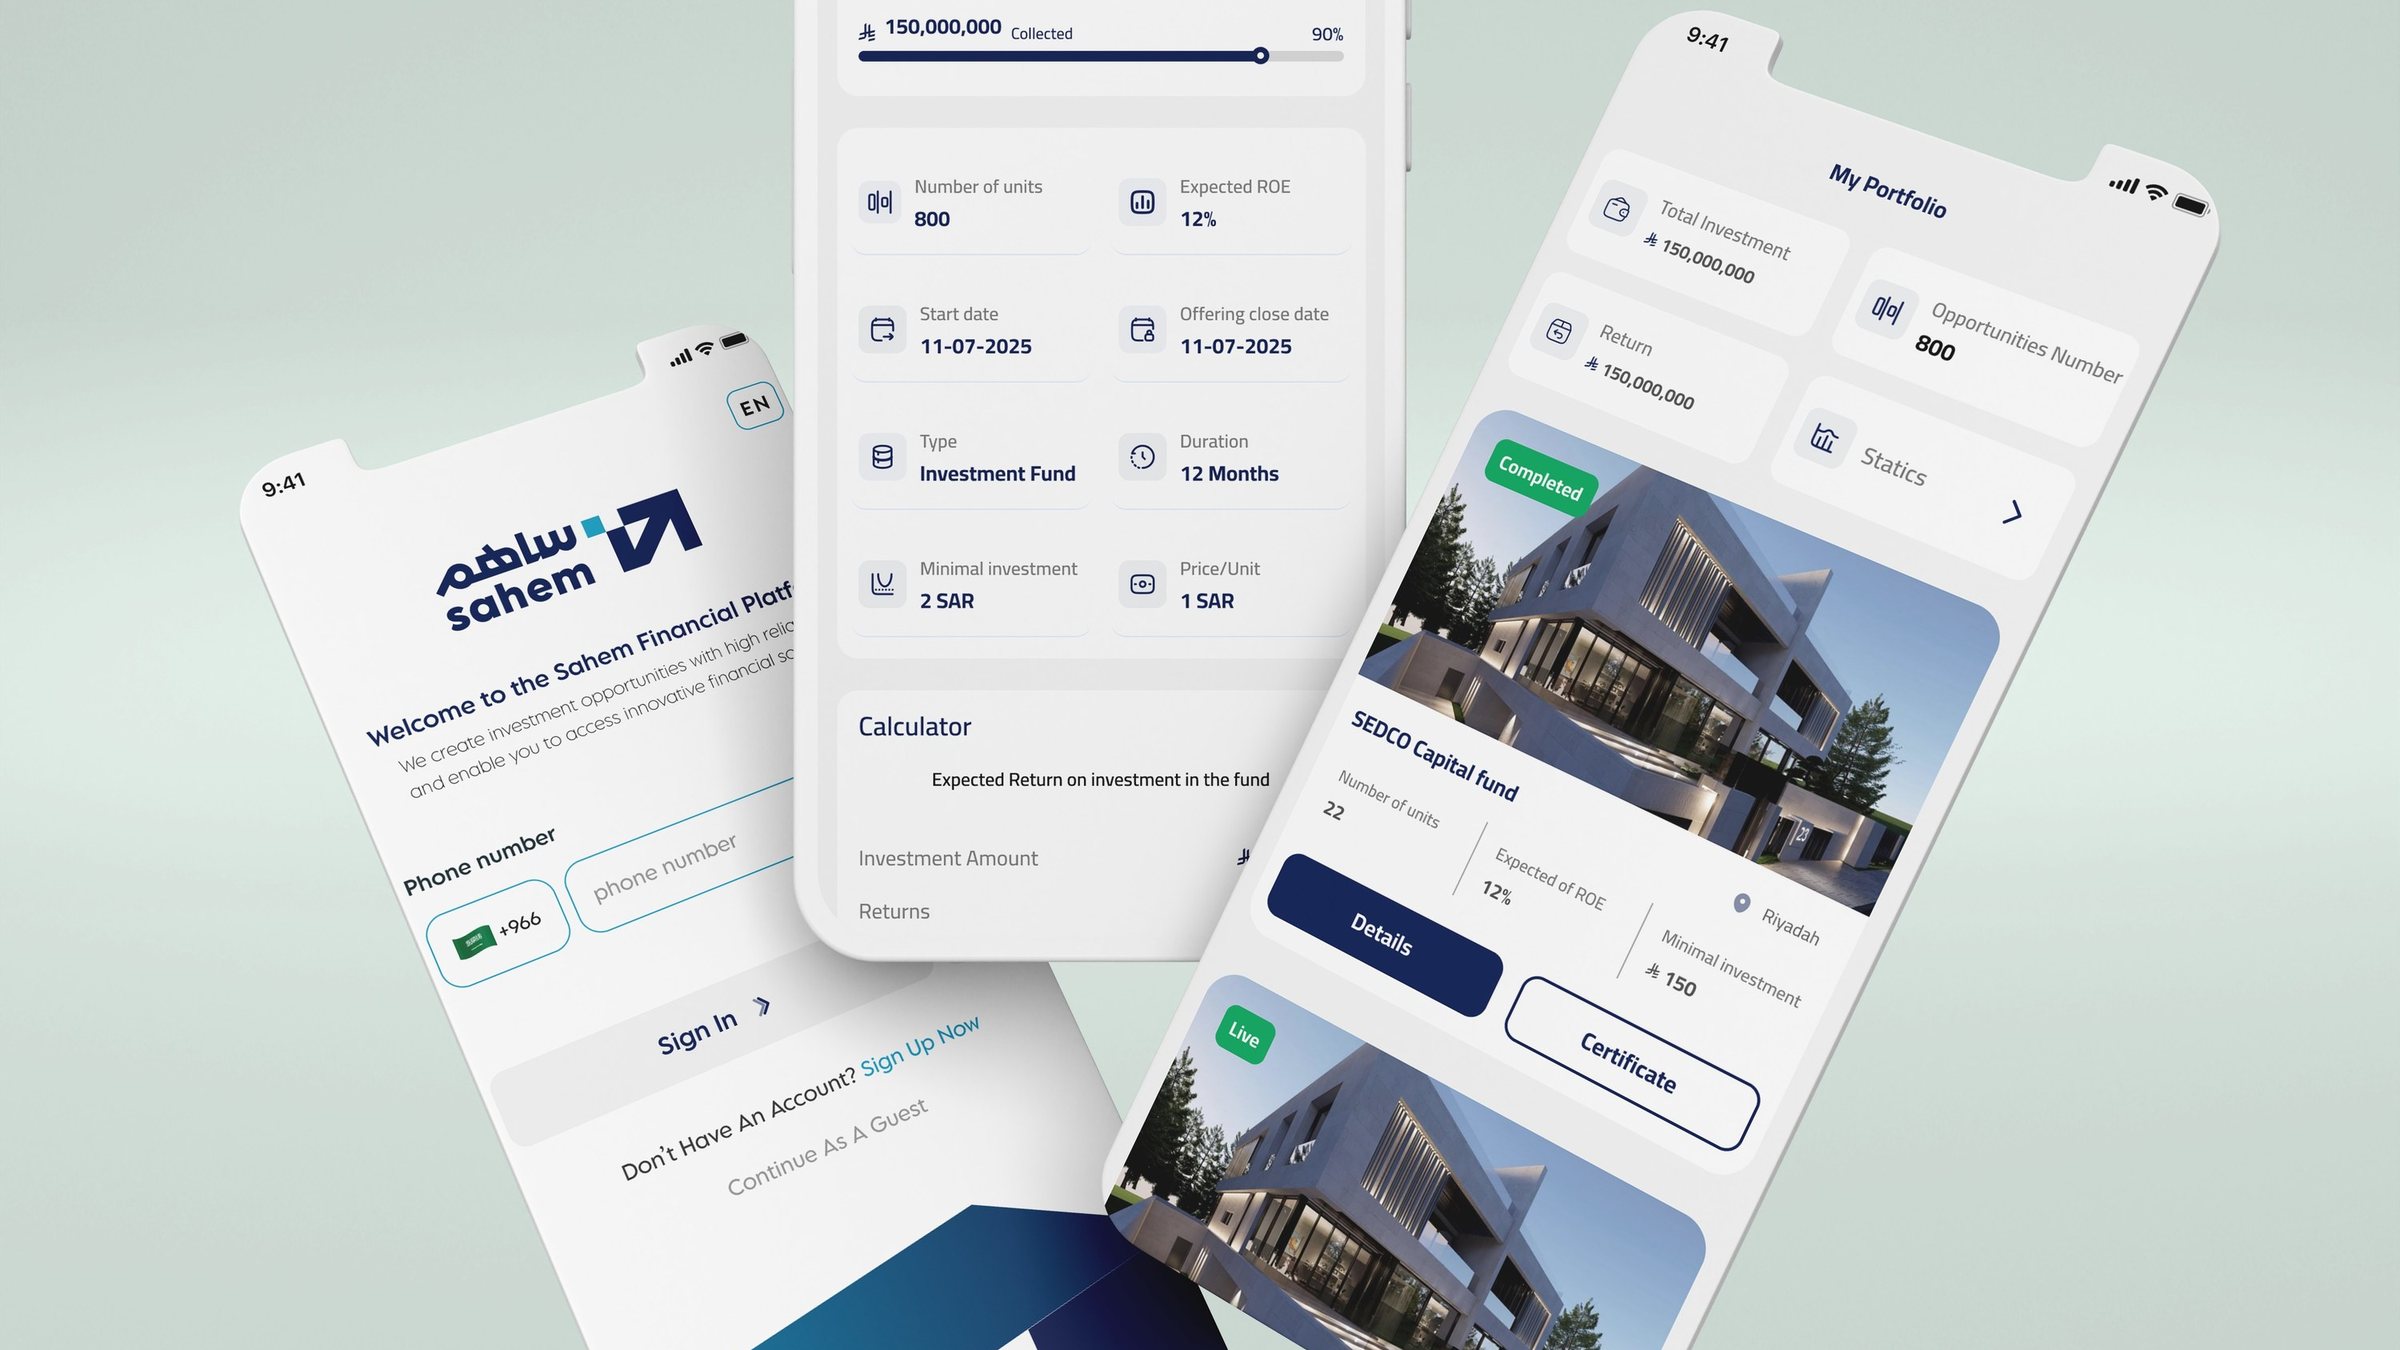 9:41
EN
ساهم
sahem
Welcome to the Sahem Financial Platf
We create investment opportunities with high relia
and enable you to access innovative financial so
Phone number
+966
phone number
Sign In
Don't Have An Account? Sign Up Now
Continue As A Guest
150,000,000 Collected 90%
Number of units
800
Expected ROE
12%
Start date
11-07-2025
Offering close date
11-07-2025
Type
Investment Fund
Duration
12 Months
Minimal investment
2 SAR
Price/Unit
1 SAR
Calculator
Expected Return on investment in the fund
Investment Amount
Returns
9:41
My Portfolio
Total Investment
150,000,000
Opportunities Number
800
Return
150,000,000
Statics
Completed
23
SEDCO Capital fund
Riyadah
Number of units
22
Expected of ROE
12%
Minimal investment
150
Details
Certificate
Live